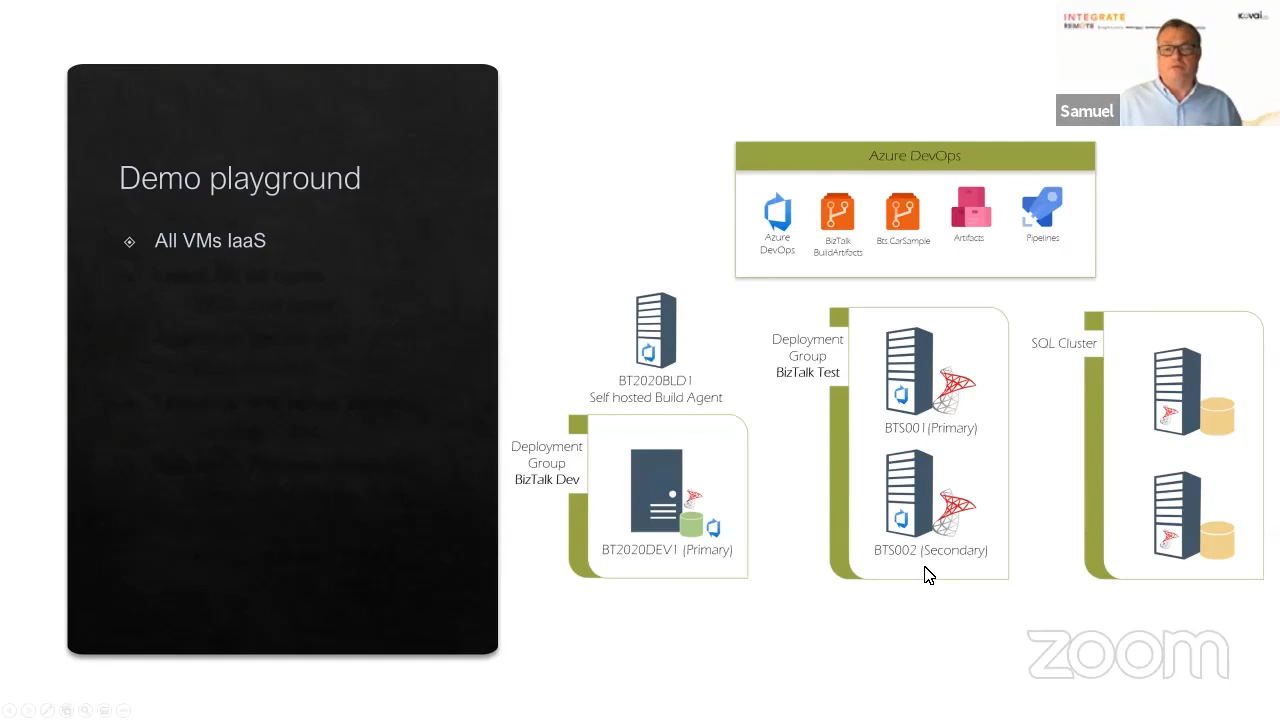 INTEGRATE
REMOTE
kovai
Samuel
Demo playground
All VMs IaaS
Azure DevOps
Azure
DevOps
BizTalk
BuildArtifacts
Bts.CarSample
Artifacts
Pipelines
BT2020BLD1
Self hosted Build Agent
Deployment
Group
BizTalk Dev
BT2020DEV1 (Primary)
Deployment
Group
BizTalk Test
BTS001(Primary)
BTS002 (Secondary)
SQL Cluster
zoom